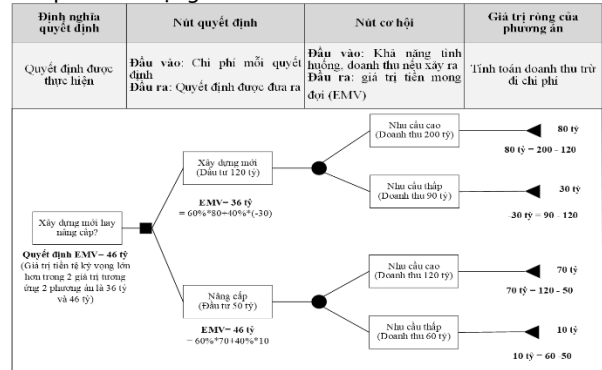 Định nghĩa quyết định
Nút quyết định
Nút cơ hội
Giá trị ròng của phương án
Quyết định được thực hiện
Đầu vào: Chi phí mỗi quyết định
Đầu ra: Quyết định được đưa ra
Đầu vào: Khả năng tình huống, doanh thu nếu xảy ra
Đầu ra: giá trị tiền mong đợi (EMV)
Tính toán doanh thu trừ đi chi phí
Xây dựng mới hay nâng cấp?
Quyết định EMV= 46 tỷ
(Giá trị tiền tệ kỳ vọng lớn hơn trong 2 giá trị tương ứng 2 phương án là 36 tỷ và 46 tỷ)
Xây dựng mới
(Đầu tư 120 tỷ)
EMV= 36 tỷ
= 60%*80+40%*(-30)
Nâng cấp
(Đầu tư 50 tỷ)
EMV= 46 tỷ
= 60%*70+40%*10
Nhu cầu cao
(Doanh thu 200 tỷ)
80 tỷ
80 tỷ = 200 - 120
Nhu cầu thấp
(Doanh thu 90 tỷ)
30 tỷ
-30 tỷ = 90 - 120
Nhu cầu cao
(Doanh thu 120 tỷ)
70 tỷ
70 tỷ = 120 - 50
Nhu cầu thấp
(Doanh thu 60 tỷ)
10 tỷ
10 tỷ = 60 -50